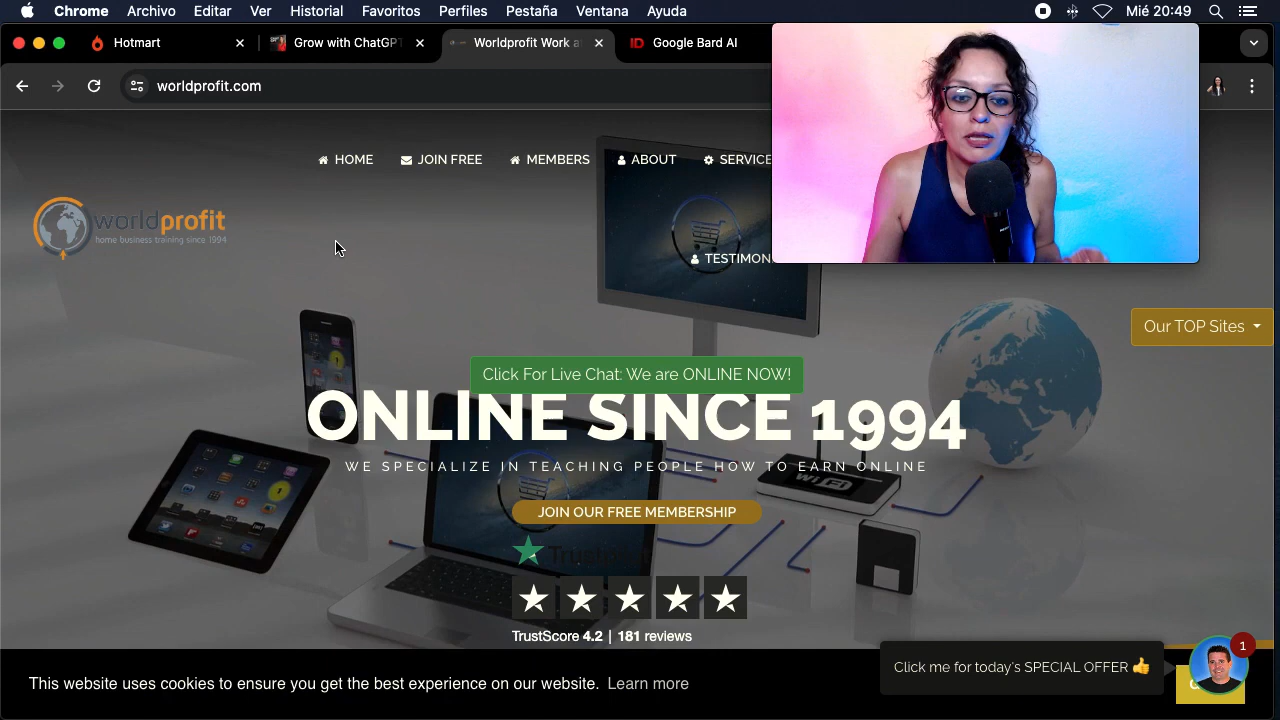 Chrome Archivo Editar Ver Historial Favoritos Perfiles Pestaña Ventana Ayuda Mié 20:49
Hotmart Grow with ChatGPT Worldprofit Work a ID Google Bard AI
worldprofit.com
HOME JOIN FREE MEMBERS ABOUT SERVICE
worldprofit
home business training since 1994
TESTIMON
Our TOP Sites
Click For Live Chat: We are ONLINE NOW!
ONLINE SINCE 1994
WE SPECIALIZE IN TEACHING PEOPLE HOW TO EARN ONLINE
WiFi
JOIN OUR FREE MEMBERSHIP
Trustpilot
TrustScore 4.2 | 181 reviews
1
Click me for today's SPECIAL OFFER 👍
This website uses cookies to ensure you get the best experience on our website. Learn more